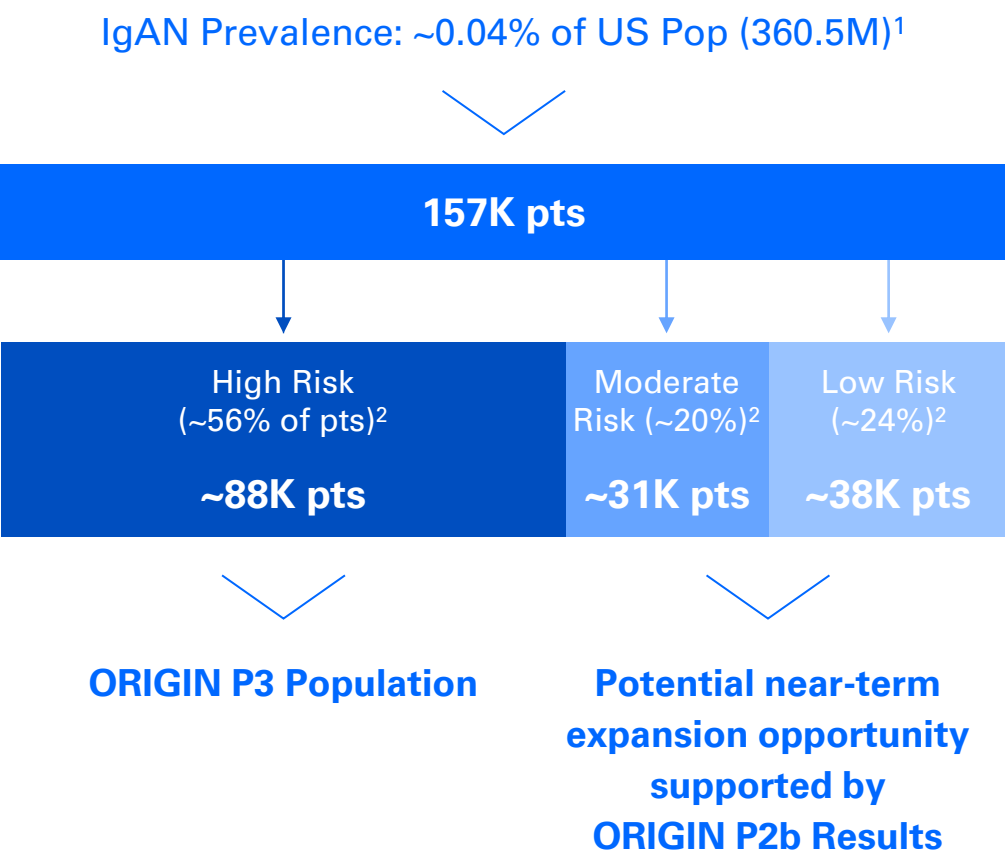 IgAN Prevalence: ~0.04% of US Pop (360.5M)¹
157K pts
High Risk
(~56% of pts)²
~88K pts
Moderate
Risk (~20%)²
~31K pts
Low Risk
(~24%)²
~38K pts
ORIGIN P3 Population
Potential near-term
expansion opportunity
supported by
ORIGIN P2b Results